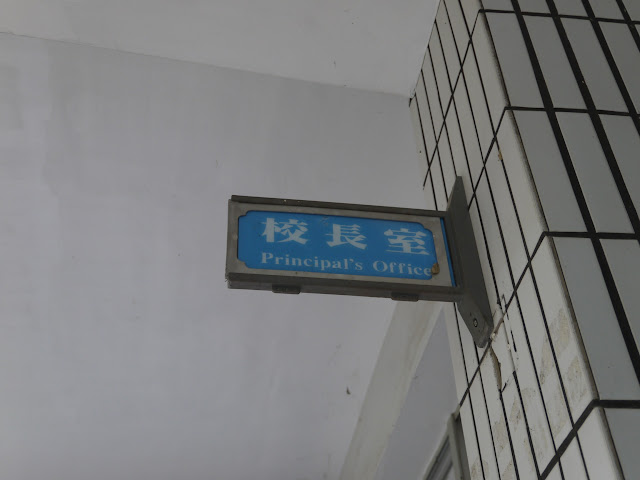 校長室
Principal's Office